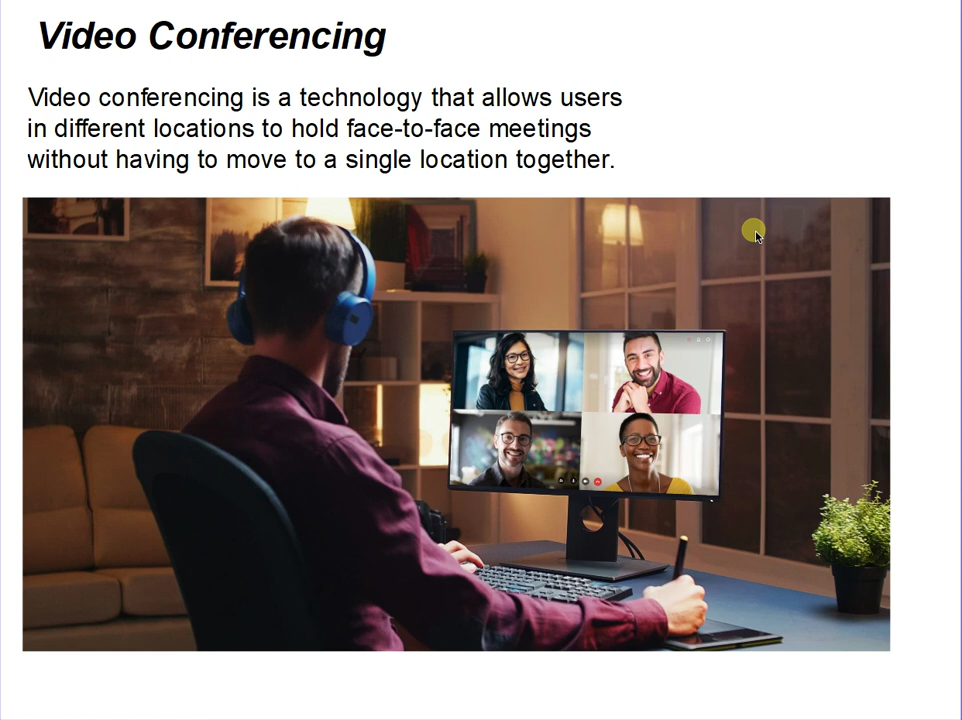 Video Conferencing
Video conferencing is a technology that allows users
in different locations to hold face-to-face meetings
without having to move to a single location together.